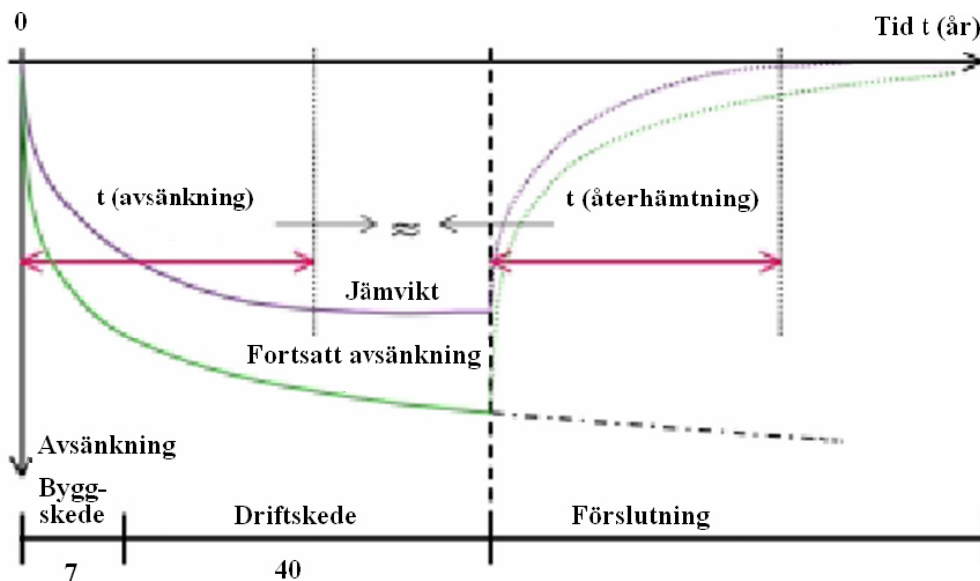 0
Tid t (år)
t (avsänkning)
t (återhämtning)
≈
Jämvikt
Fortsatt avsänkning
Avsänkning
Bygg-
skede
Driftskede
Förslutning
7
40